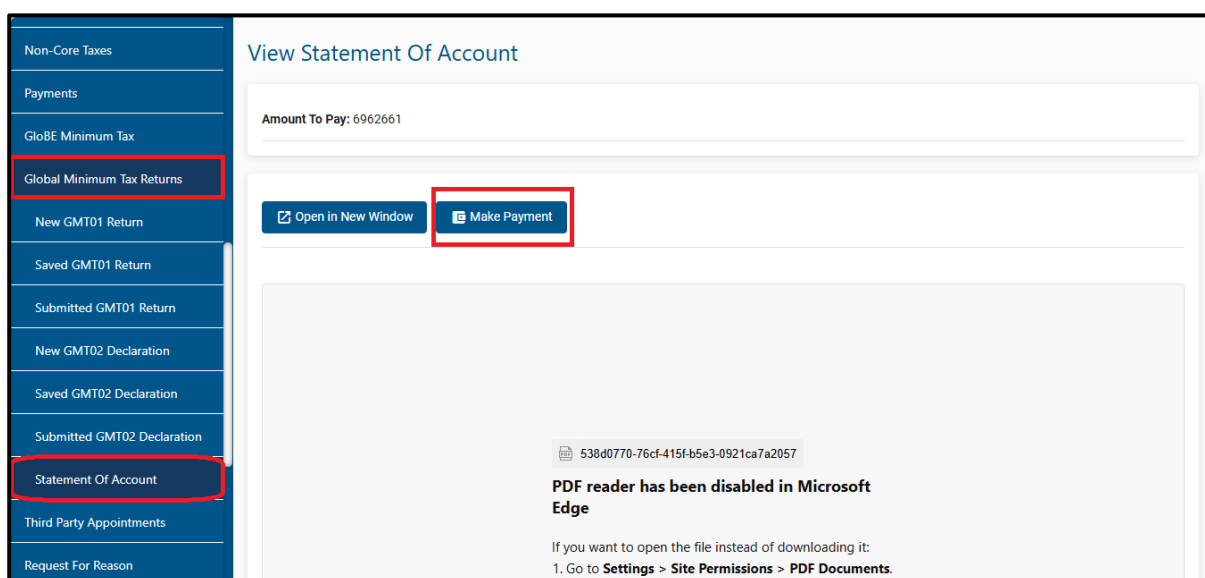 Non-Core Taxes
Payments
GloBE Minimum Tax
Global Minimum Tax Returns
New GMT01 Return
Saved GMT01 Return
Submitted GMT01 Return
New GMT02 Declaration
Saved GMT02 Declaration
Submitted GMT02 Declaration
Statement Of Account
Third Party Appointments
Request For Reason
View Statement Of Account
Amount To Pay: 6962661
Open in New Window
Make Payment
538d0770-76cf-415f-b5e3-0921ca7a2057
PDF reader has been disabled in Microsoft
Edge
If you want to open the file instead of downloading it:
1. Go to Settings > Site Permissions > PDF Documents.